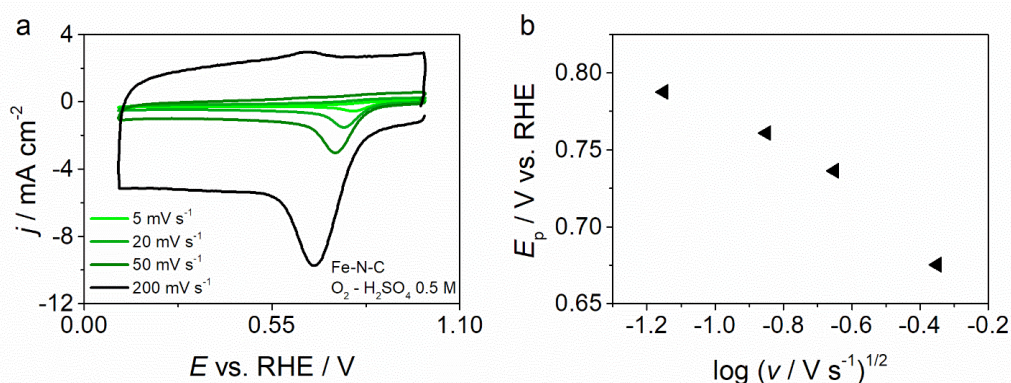 a
4
0
-4
-8
-12
j / mA cm⁻²
5 mV s⁻¹
20 mV s⁻¹
50 mV s⁻¹
200 mV s⁻¹
Fe-N-C
O₂ - H₂SO₄ 0.5 M
0.00 0.55 1.10
E vs. RHE / V
b
0.80
0.75
0.70
0.65
Eₚ / V vs. RHE
-1.2 -1.0 -0.8 -0.6 -0.4 -0.2
log (v / V s⁻¹)¹/²